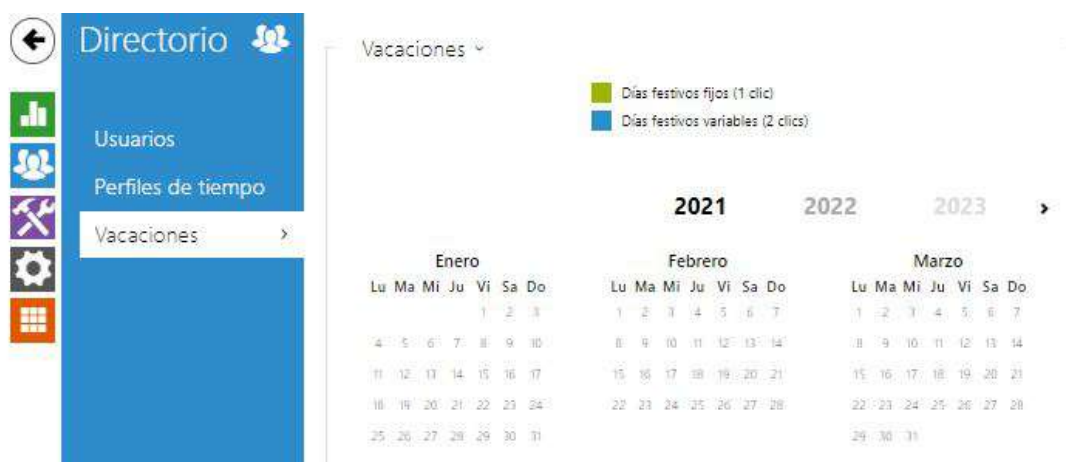 Directorio
Usuarios
Perfiles de tiempo
Vacaciones
Vacaciones
Días festivos fijos (1 clic)
Días festivos variables (2 clics)
2021 2022 2023
Enero Febrero Marzo
Lu Ma Mi Ju Vi Sa Do Lu Ma Mi Ju Vi Sa Do Lu Ma Mi Ju Vi Sa Do
1 2 3 1 2 3 4 5 6 7 1 2 3 4 5 6 7
4 5 6 7 8 9 10 8 9 10 11 12 13 14 8 9 10 11 12 13 14
11 12 13 14 15 16 17 15 16 17 18 19 20 21 15 16 17 18 19 20 21
18 19 20 21 22 23 24 22 23 24 25 26 27 28 22 23 24 25 26 27 28
25 26 27 28 29 30 31 29 30 31